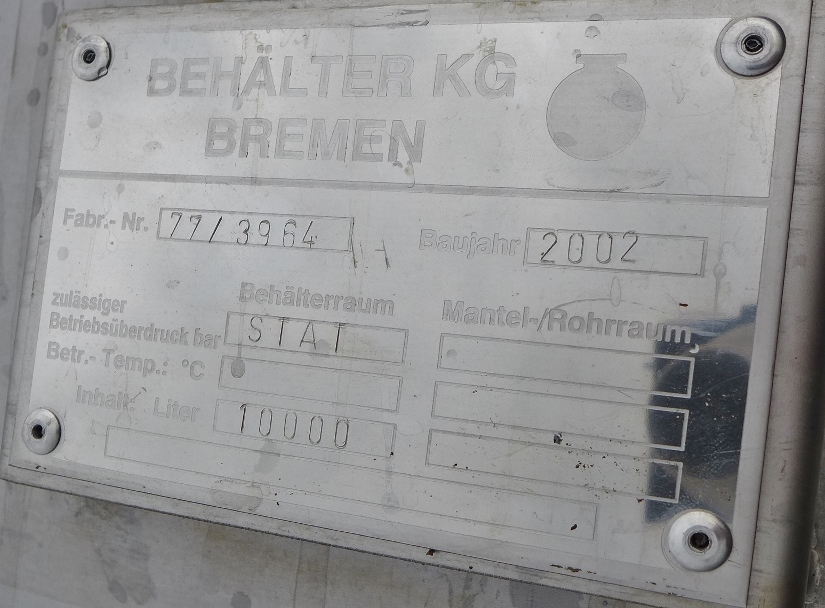 BEHÄLTER KG
BREMEN
Fabr.- Nr. 77/3964 Baujahr 2002
Behälterraum Mantel-/Rohrraum
zulässiger
Betriebsüberdruck bar STAT
Betr.- Temp.: °C
Inhalt: Liter 10000